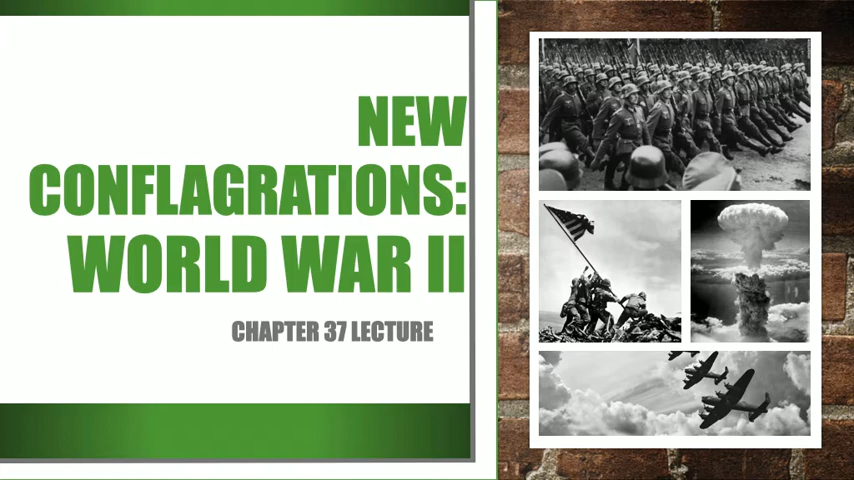 NEW
CONFLAGRATIONS:
WORLD WAR II
CHAPTER 37 LECTURE